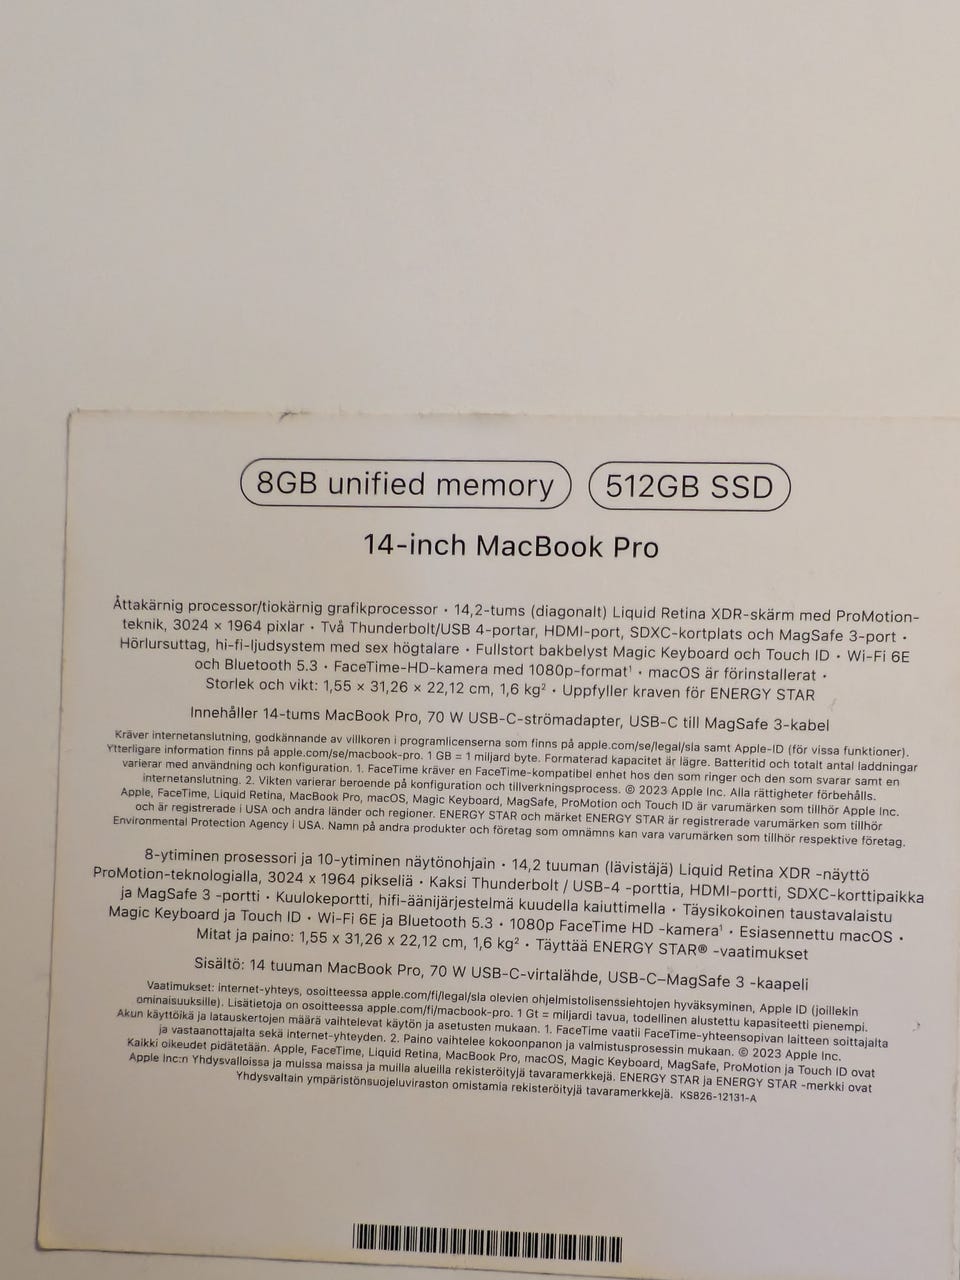 8GB unified memory 512GB SSD
14-inch MacBook Pro
Åttakärnig processor/tiokärnig grafikprocessor • 14,2-tums (diagonalt) Liquid Retina XDR-skärm med ProMotion-
teknik, 3024 × 1964 pixlar • Två Thunderbolt/USB 4-portar, HDMI-port, SDXC-kortplats och MagSafe 3-port •
Hörlursuttag, hi-fi-ljudsystem med sex högtalare • Fullstort bakbelyst Magic Keyboard och Touch ID • Wi-Fi 6E
och Bluetooth 5.3 • FaceTime-HD-kamera med 1080p-format¹ • macOS är förinstallerat •
Storlek och vikt: 1,55 × 31,26 × 22,12 cm, 1,6 kg² • Uppfyller kraven för ENERGY STAR
Innehåller 14-tums MacBook Pro, 70 W USB-C-strömadapter, USB-C till MagSafe 3-kabel
Kräver internetanslutning, godkännande av villkoren i programlicenserna som finns på apple.com/se/legal/sla samt Apple-ID (för vissa funktioner).
Ytterligare information finns på apple.com/se/macbook-pro. 1 GB = 1 miljard byte. Formaterad kapacitet är lägre. Batteritid och totalt antal laddningar
varierar med användning och konfiguration. 1. FaceTime kräver en FaceTime-kompatibel enhet hos den som ringer och den som svarar samt en
internetanslutning. 2. Vikten varierar beroende på konfiguration och tillverkningsprocess. © 2023 Apple Inc. Alla rättigheter förbehålls.
Apple, FaceTime, Liquid Retina, MacBook Pro, macOS, Magic Keyboard, MagSafe, ProMotion och Touch ID är varumärken som tillhör Apple Inc.
och är registrerade i USA och andra länder och regioner. ENERGY STAR och märket ENERGY STAR är registrerade varumärken som tillhör
Environmental Protection Agency i USA. Namn på andra produkter och företag som omnämns kan vara varumärken som tillhör respektive företag.
8-ytiminen prosessori ja 10-ytiminen näytönohjain • 14,2 tuuman (lävistäjä) Liquid Retina XDR -näyttö
ProMotion-teknologialla, 3024 x 1964 pikseliä • Kaksi Thunderbolt / USB-4 -porttia, HDMI-portti, SDXC-korttipaikka
ja MagSafe 3 -portti • Kuulokeportti, hifi-äänijärjestelmä kuudella kaiuttimella • Täysikokoinen taustavalaistu
Magic Keyboard ja Touch ID • Wi-Fi 6E ja Bluetooth 5.3 • 1080p FaceTime HD -kamera¹ • Esiasennettu macOS •
Mitat ja paino: 1,55 x 31,26 x 22,12 cm, 1,6 kg² • Täyttää ENERGY STAR® -vaatimukset
Sisältö: 14 tuuman MacBook Pro, 70 W USB-C-virtalähde, USB-C–MagSafe 3 -kaapeli
Vaatimukset: internet-yhteys, osoitteessa apple.com/fi/legal/sla olevien ohjelmistolisenssiehtojen hyväksyminen, Apple ID (joillekin
ominaisuuksille). Lisätietoja on osoitteessa apple.com/fi/macbook-pro. 1 Gt = miljardi tavua, todellinen alustettu kapasiteetti pienempi.
Akun käyttöikä ja latauskertojen määrä vaihtelevat käytön ja asetusten mukaan. 1. FaceTime vaatii FaceTime-yhteensopivan laitteen soittajalta
ja vastaanottajalta sekä internet-yhteyden. 2. Paino vaihtelee kokoonpanon ja valmistusprosessin mukaan. © 2023 Apple Inc.
Kaikki oikeudet pidätetään. Apple, FaceTime, Liquid Retina, MacBook Pro, macOS, Magic Keyboard, MagSafe, ProMotion ja Touch ID ovat
Apple Inc:n Yhdysvalloissa ja muissa maissa ja muilla alueilla rekisteröityjä tavaramerkkejä. ENERGY STAR ja ENERGY STAR -merkki ovat
Yhdysvaltain ympäristönsuojeluviraston omistamia rekisteröityjä tavaramerkkejä. KS826-12131-A